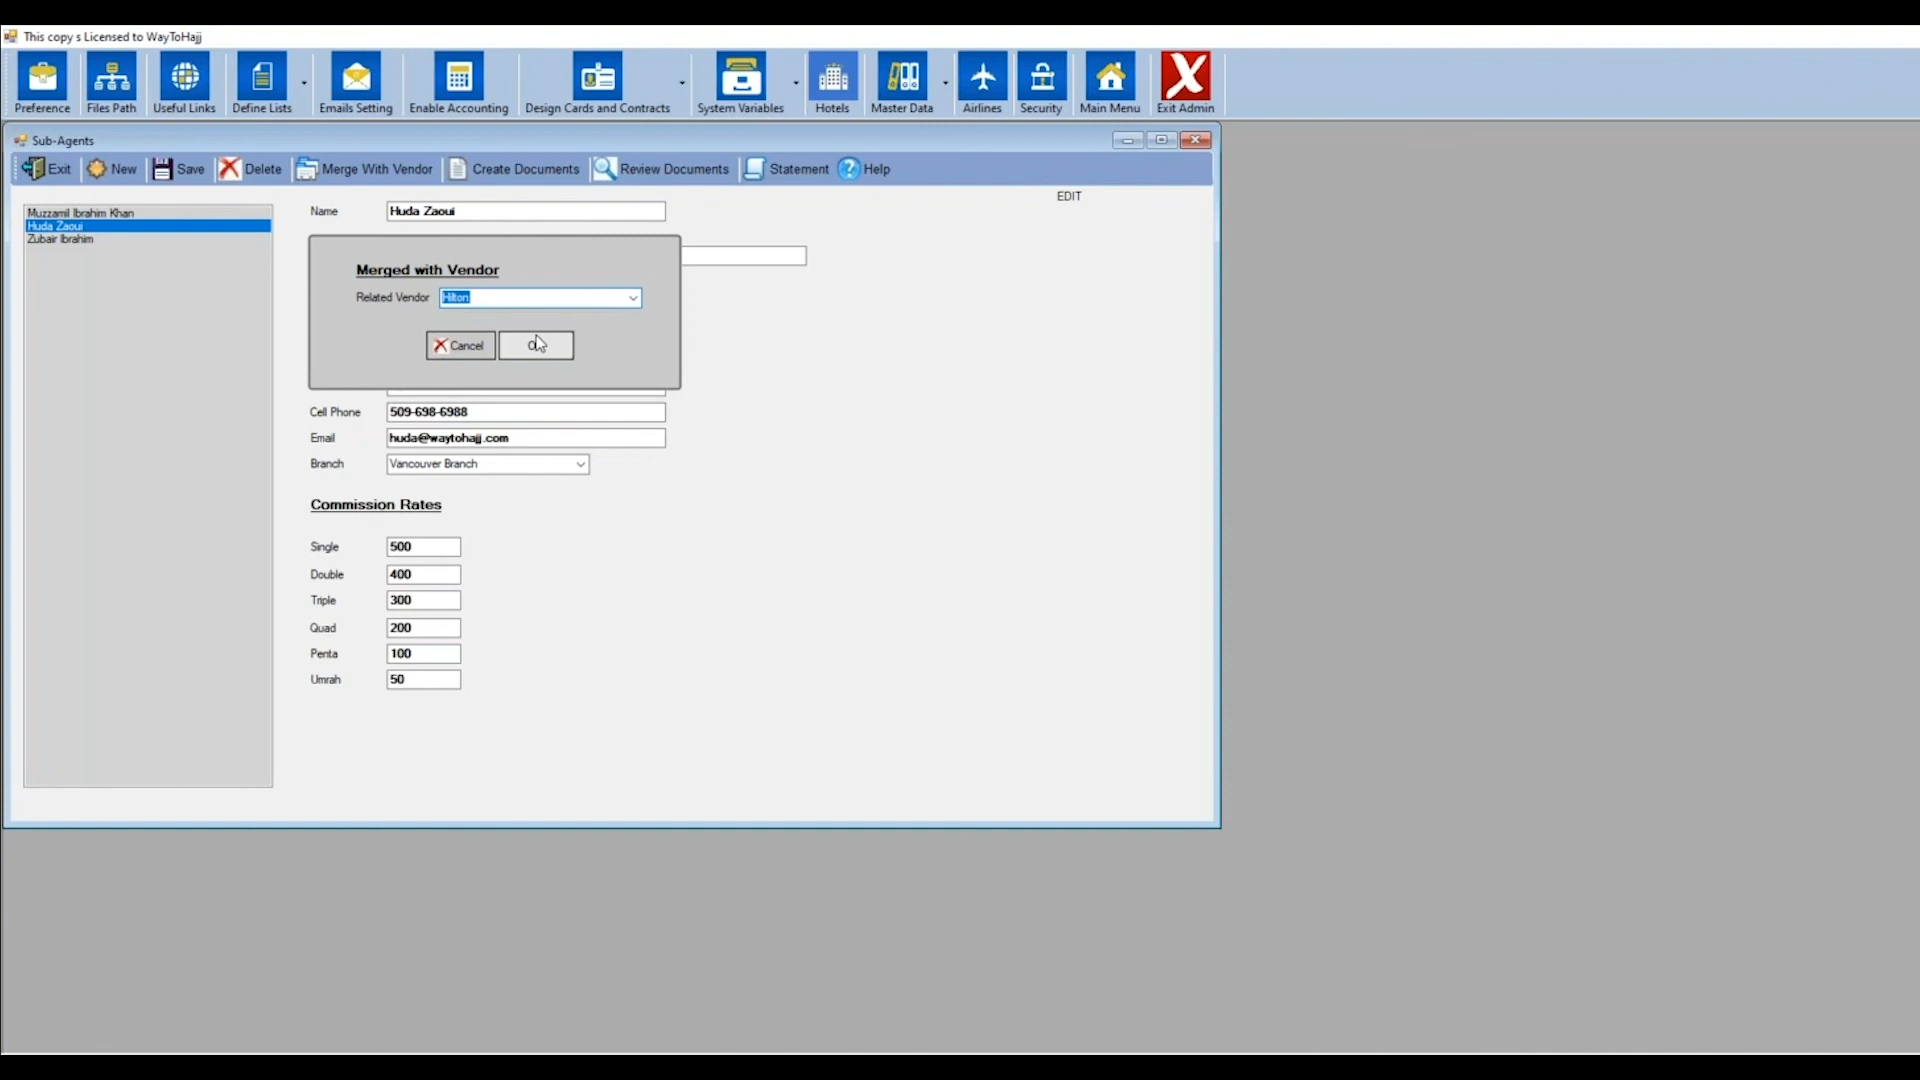 This copy s Licensed to WayToHajj
Preference
Files Path
Useful Links
Define Lists
Emails Setting
Enable Accounting
Design Cards and Contracts
System Variables
Hotels
Master Data
Airlines
Security
Main Menu
Exit Admin
Sub-Agents
Exit
New
Save
Delete
Merge With Vendor
Create Documents
Review Documents
Statement
Help
EDIT
Muzzamil Ibrahim Khan
Huda Zaoui
Zubair Ibrahim
Name Huda Zaoui
Merged with Vendor
Related Vendor Hilton
Cancel
Cell Phone 509-698-6988
Email huda@waytohajj.com
Branch Vancouver Branch
Commission Rates
Single 500
Double 400
Triple 300
Quad 200
Penta 100
Umrah 50